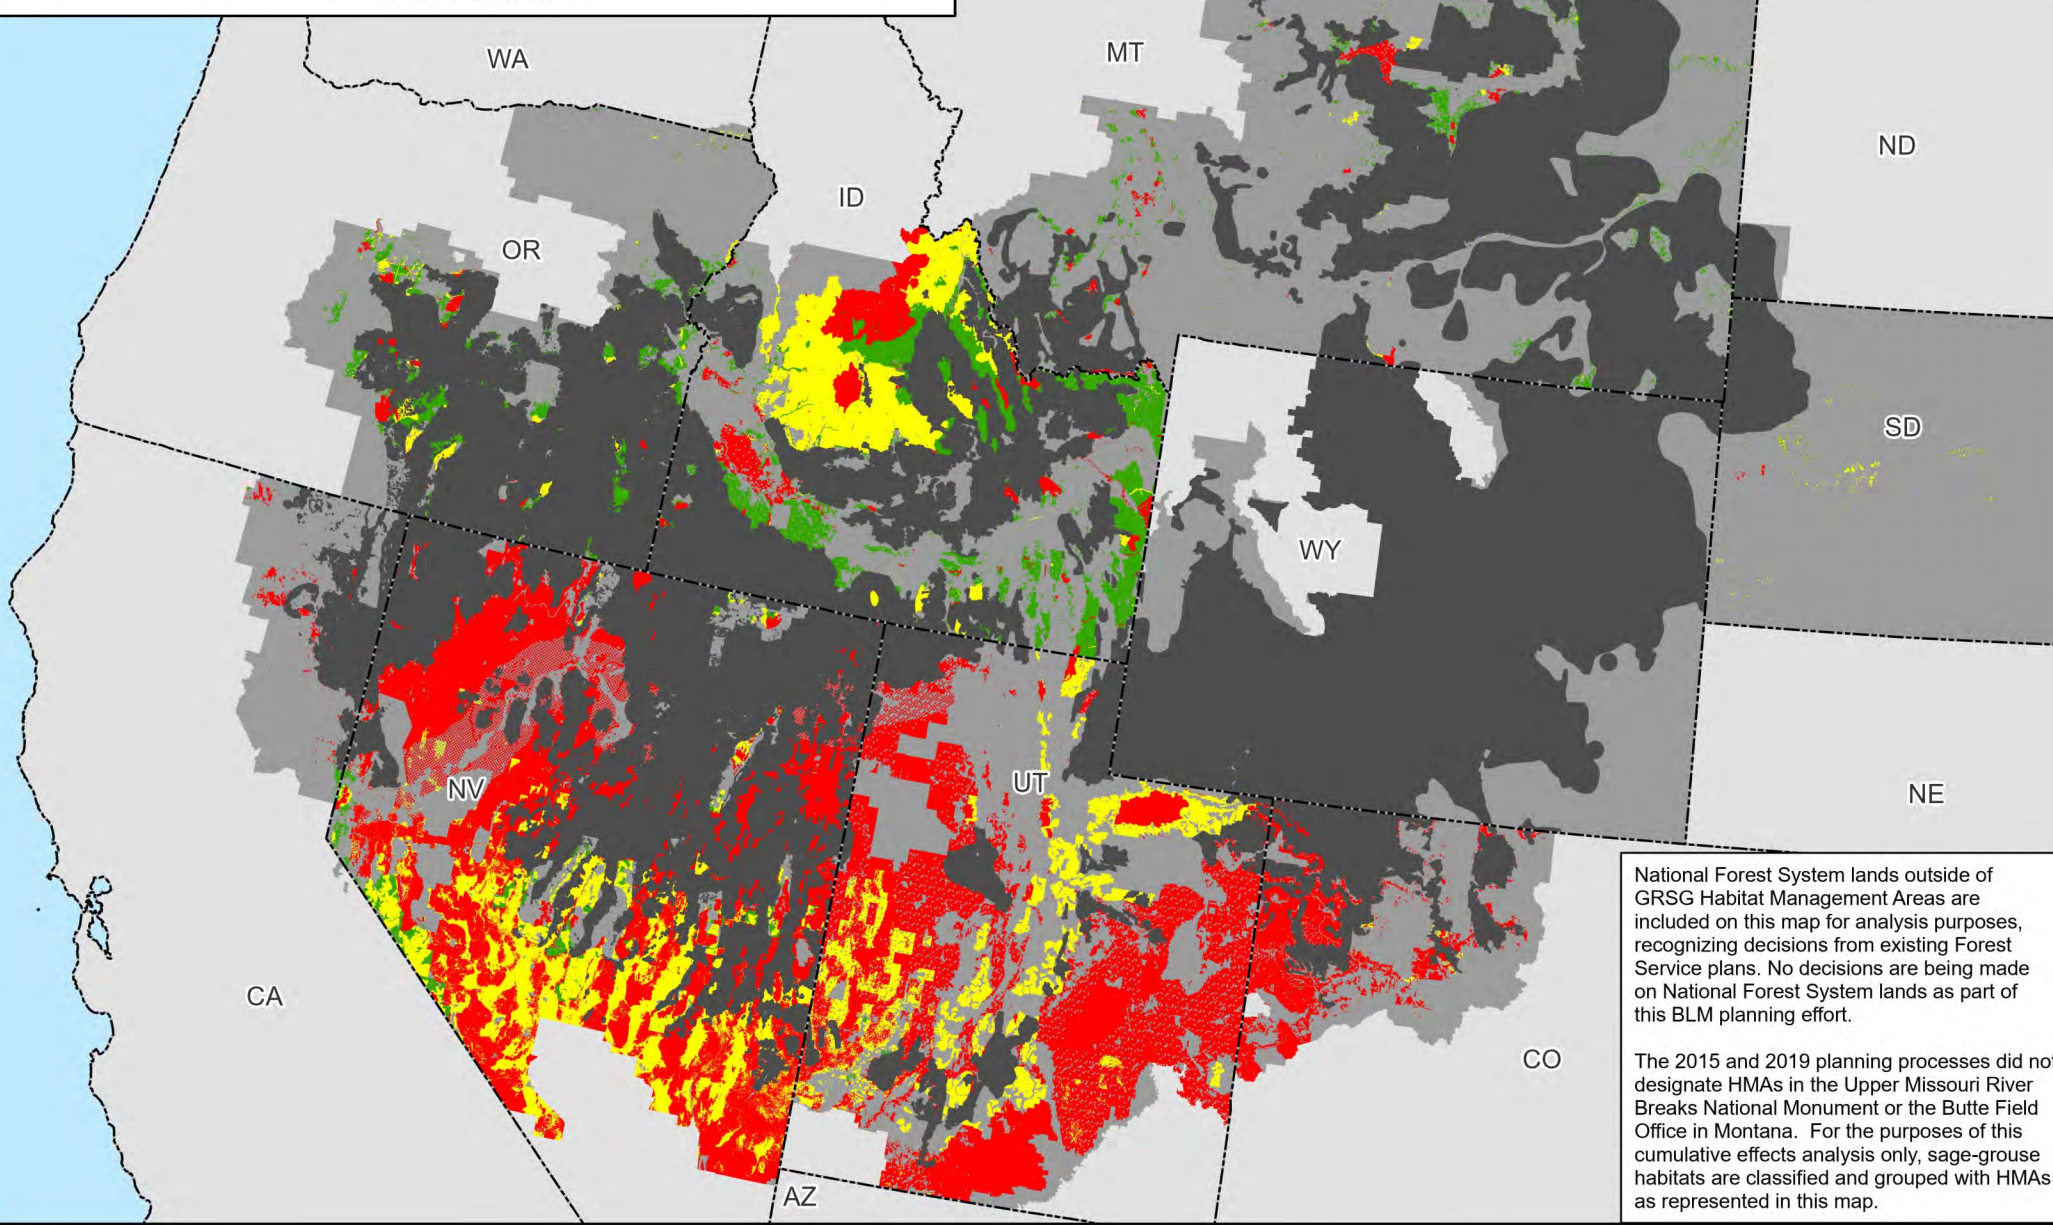 WA
MT
ND
ID
OR
SD
WY
UT
NV
NE
CA
CO
AZ
National Forest System lands outside of
GRSG Habitat Management Areas are
included on this map for analysis purposes,
recognizing decisions from existing Forest
Service plans. No decisions are being made
on National Forest System lands as part of
this BLM planning effort.
The 2015 and 2019 planning processes did not
designate HMAs in the Upper Missouri River
Breaks National Monument or the Butte Field
Office in Montana. For the purposes of this
cumulative effects analysis only, sage-grouse
habitats are classified and grouped with HMAs
as represented in this map.